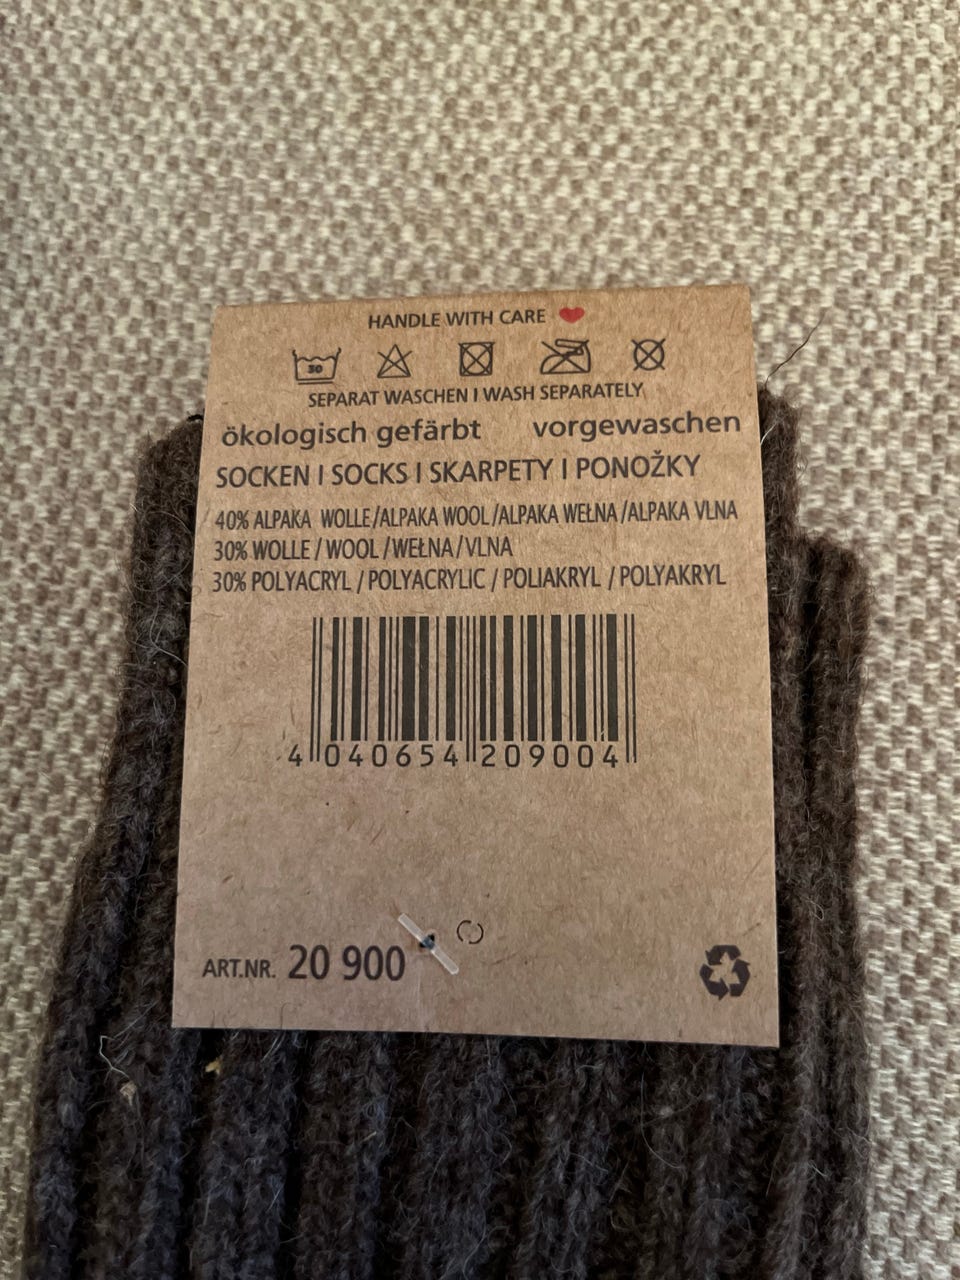 HANDLE WITH CARE
30
SEPARAT WASCHEN I WASH SEPARATELY
ökologisch gefärbt vorgewaschen
SOCKEN I SOCKS I SKARPETY I PONOŽKY
40% ALPAKA WOLLE/ALPAKA WOOL/ALPAKA WEŁNA/ALPAKA VLNA
30% WOLLE/WOOL/WEŁNA/VLNA
30% POLYACRYL/POLYACRYLIC/POLIAKRYL/POLYAKRYL
4 040654 209004
ART.NR. 20 900